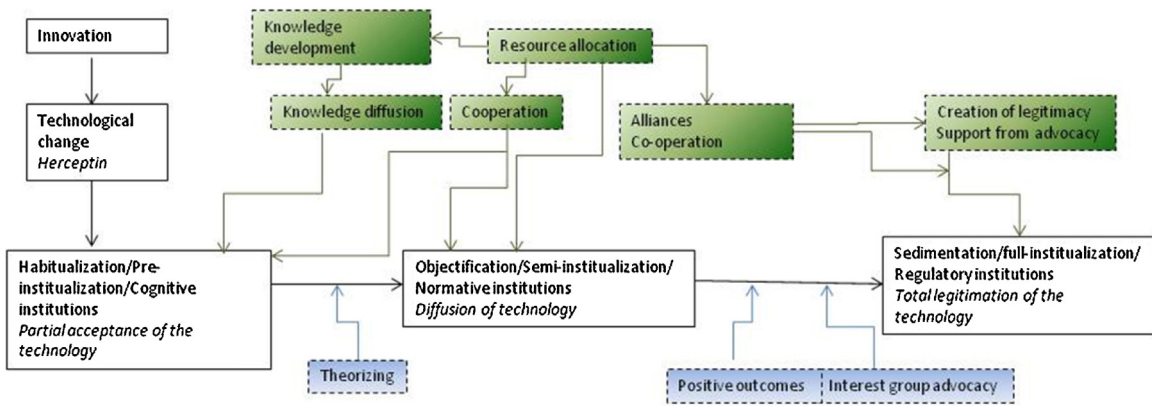 Innovation
Knowledge
development
Resource allocation
Technological
change
Herceptin
Knowledge diffusion
Cooperation
Alliances
Co-operation
Creation of legitimacy
Support from advocacy
Habitualization/Pre-
institualization/Cognitive
institutions
Partial acceptance of the
technology
Objectification/Semi-institualization/
Normative institutions
Diffusion of technology
Sedimentation/full-institualization/
Regulatory institutions
Total legitimation of the
technology
Theorizing
Positive outcomes
Interest group advocacy